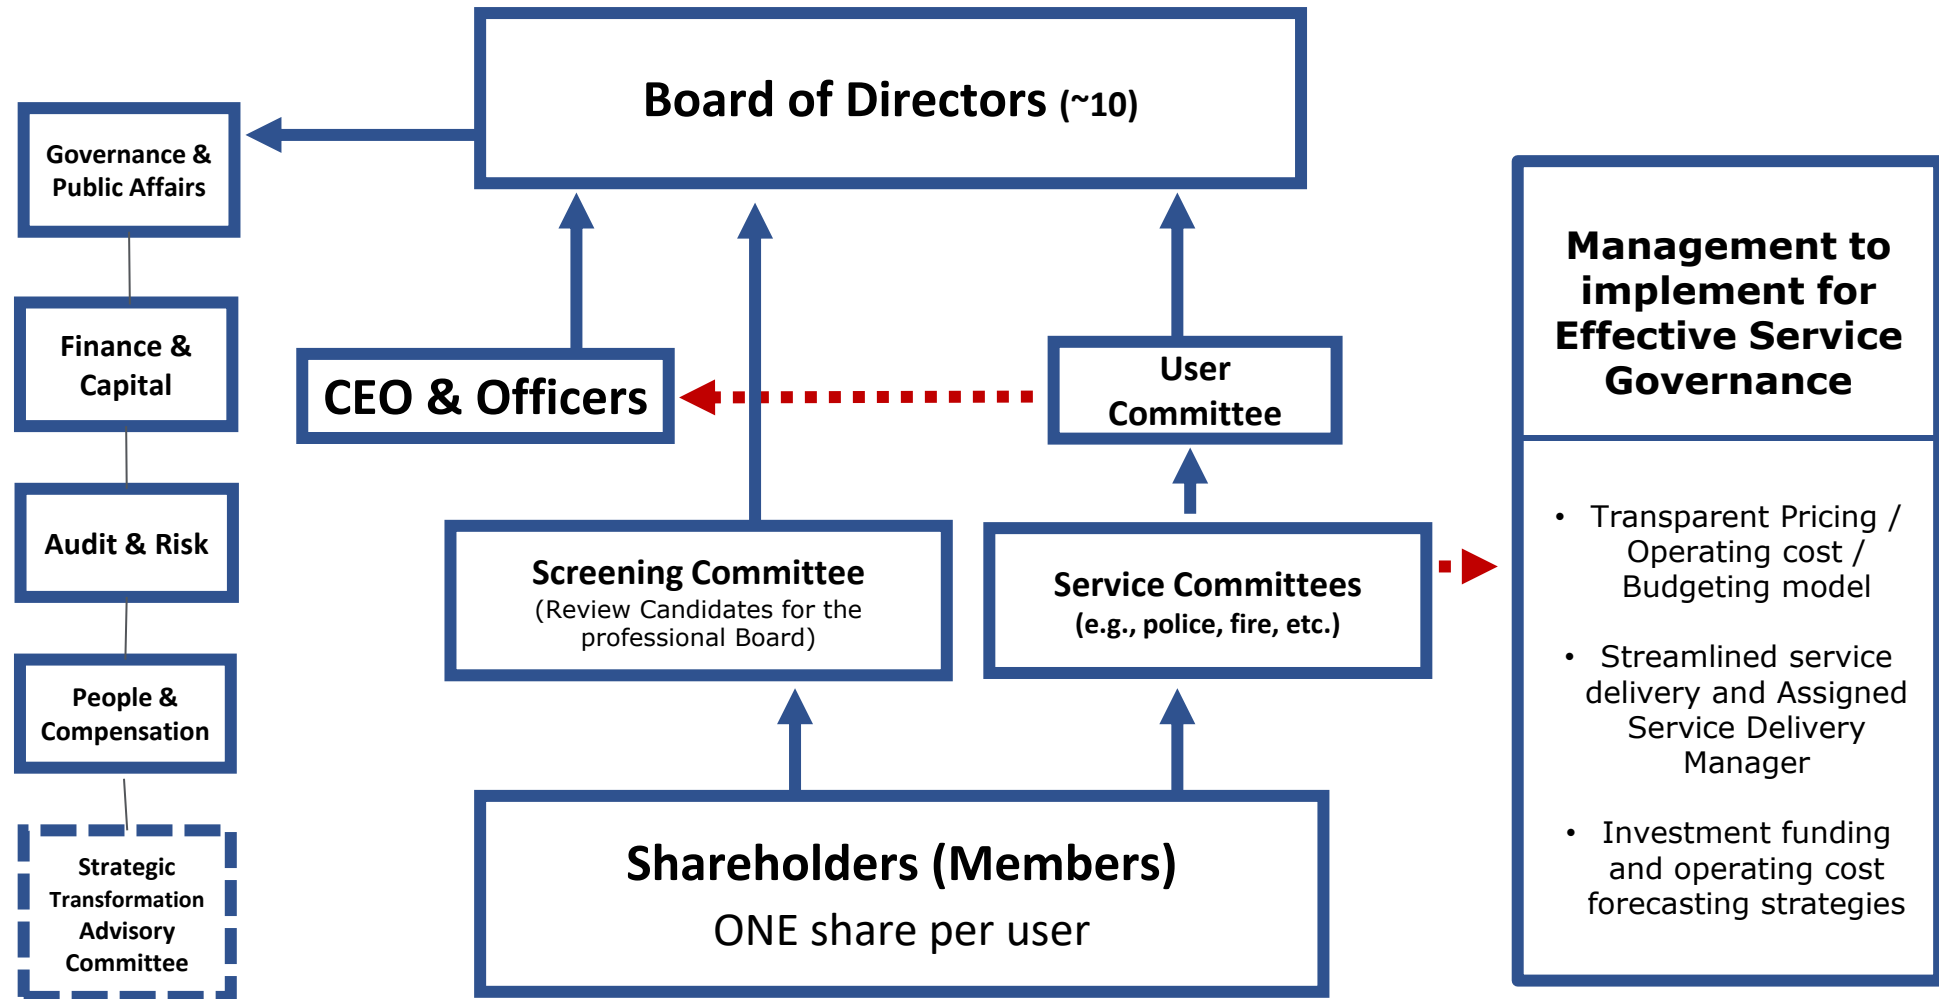 Board of Directors (~10)
Governance &
Public Affairs
Finance &
Capital
Audit & Risk
People &
Compensation
Strategic
Transformation
Advisory
Committee
CEO & Officers
User
Committee
Screening Committee
(Review Candidates for the
professional Board)
Service Committees
(e.g., police, fire, etc.)
Shareholders (Members)
ONE share per user
Management to
implement for
Effective Service
Governance
• Transparent Pricing /
Operating cost /
Budgeting model
• Streamlined service
delivery and Assigned
Service Delivery
Manager
• Investment funding
and operating cost
forecasting strategies